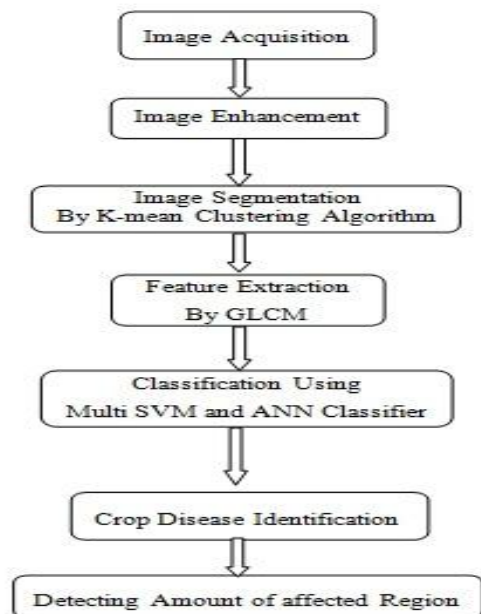 Image Acquisition
Image Enhancement
Image Segmentation
By K-mean Clustering Algorithm
Feature Extraction
By GLCM
Classification Using
Multi SVM and ANN Classifier
Crop Disease Identification
Detecting Amount of affected Region